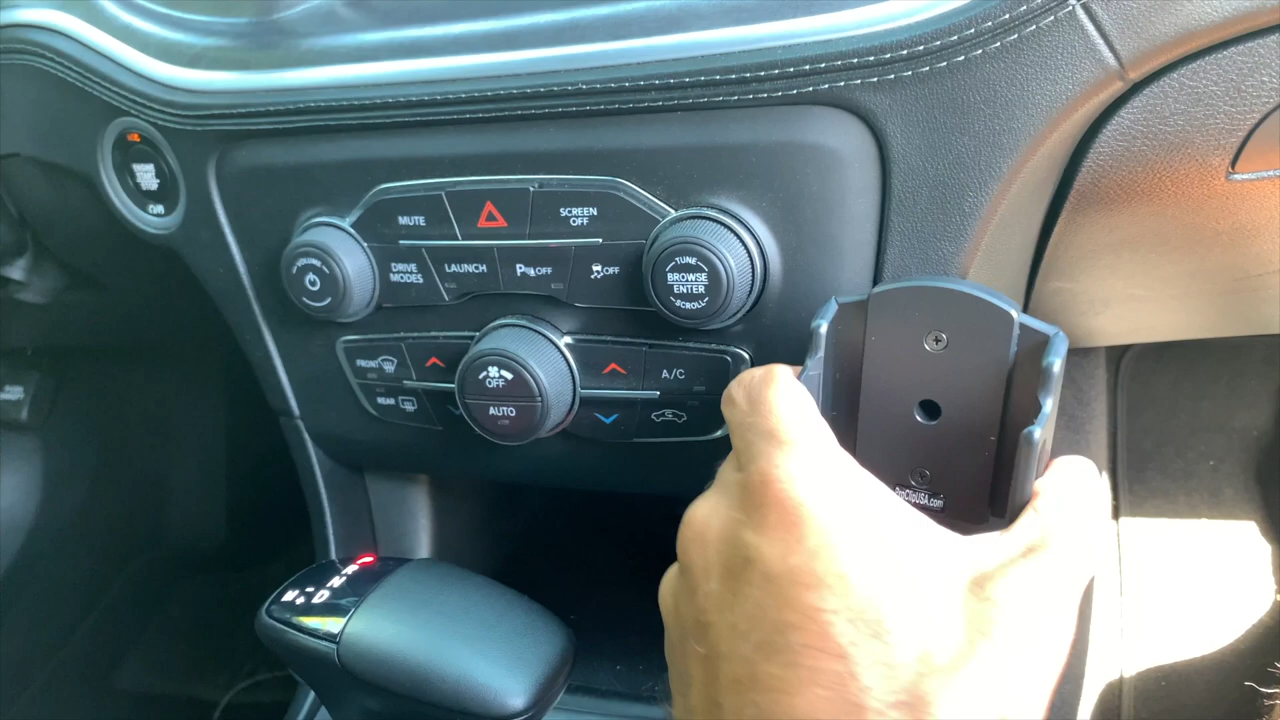 ENGINE
START
STOP
MUTE
SCREEN
OFF
VOLUME
DRIVE
MODES
LAUNCH
P OFF
OFF
TUNE
BROWSE
ENTER
SCROLL
FRONT
OFF
A/C
REAR
AUTO
ProClipUSA.com
R
N
D
M